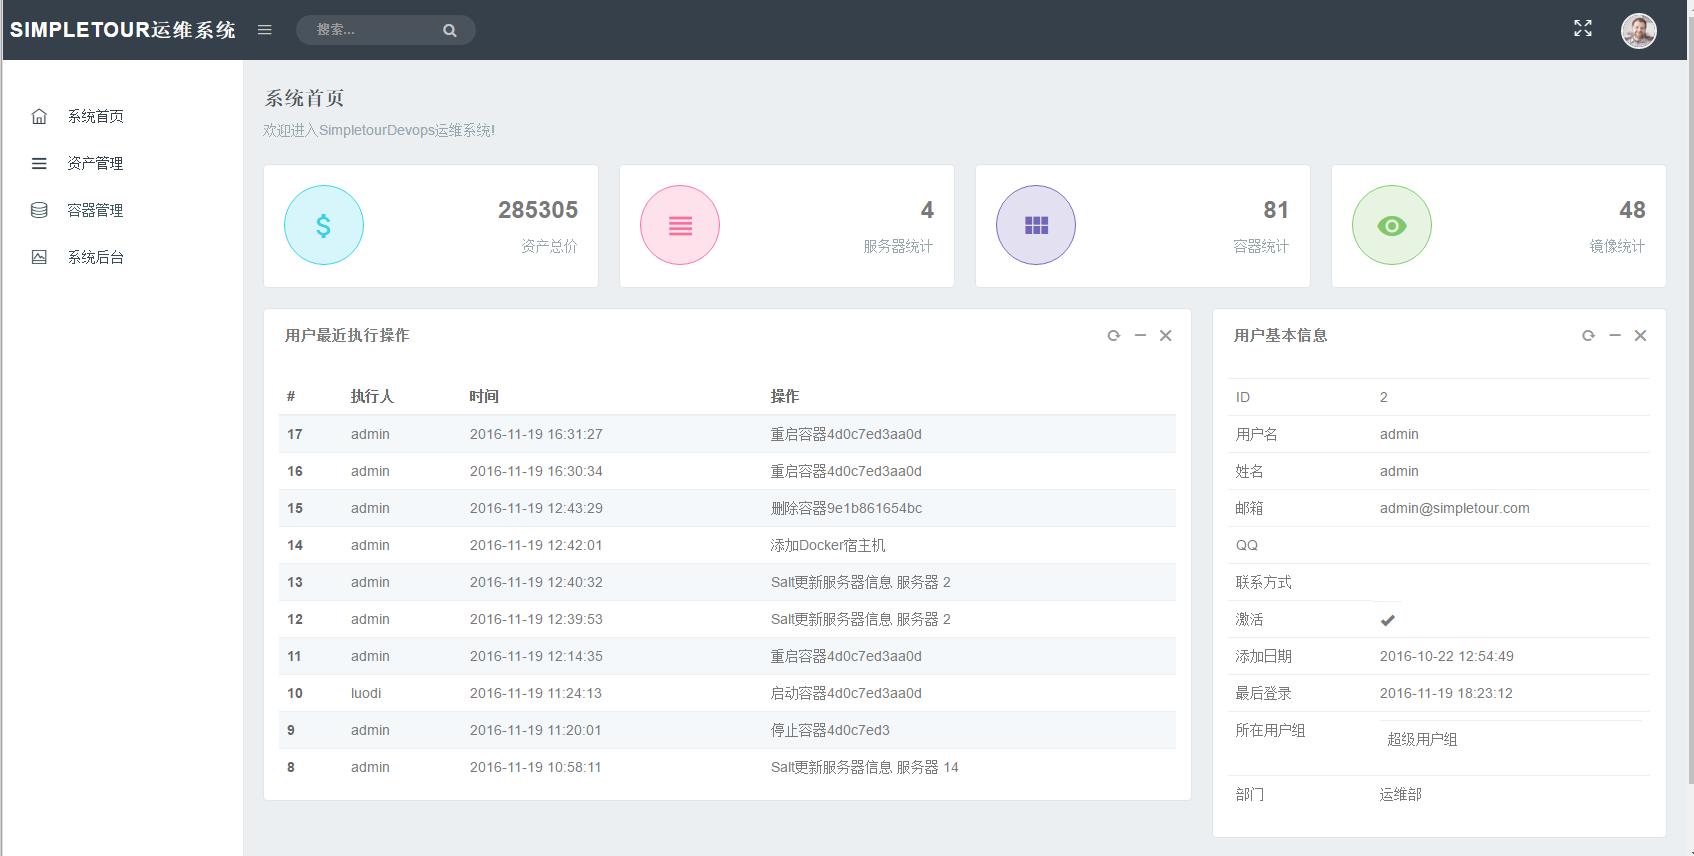 SIMPLETOUR运维系统
搜索...
系统首页
资产管理
容器管理
系统后台
系统首页
欢迎进入SimpletourDevops运维系统!
285305
资产总价
4
服务器统计
81
容器统计
48
镜像统计
用户最近执行操作
# 执行人 时间 操作
17 admin 2016-11-19 16:31:27 重启容器4d0c7ed3aa0d
16 admin 2016-11-19 16:30:34 重启容器4d0c7ed3aa0d
15 admin 2016-11-19 12:43:29 删除容器9e1b861654bc
14 admin 2016-11-19 12:42:01 添加Docker宿主机
13 admin 2016-11-19 12:40:32 Salt更新服务器信息 服务器 2
12 admin 2016-11-19 12:39:53 Salt更新服务器信息 服务器 2
11 admin 2016-11-19 12:14:35 重启容器4d0c7ed3aa0d
10 luodi 2016-11-19 11:24:13 启动容器4d0c7ed3aa0d
9 admin 2016-11-19 11:20:01 停止容器4d0c7ed3
8 admin 2016-11-19 10:58:11 Salt更新服务器信息 服务器 14
用户基本信息
ID 2
用户名 admin
姓名 admin
邮箱 admin@simpletour.com
QQ
联系方式
激活
添加日期 2016-10-22 12:54:49
最后登录 2016-11-19 18:23:12
所在用户组 超级用户组
部门 运维部